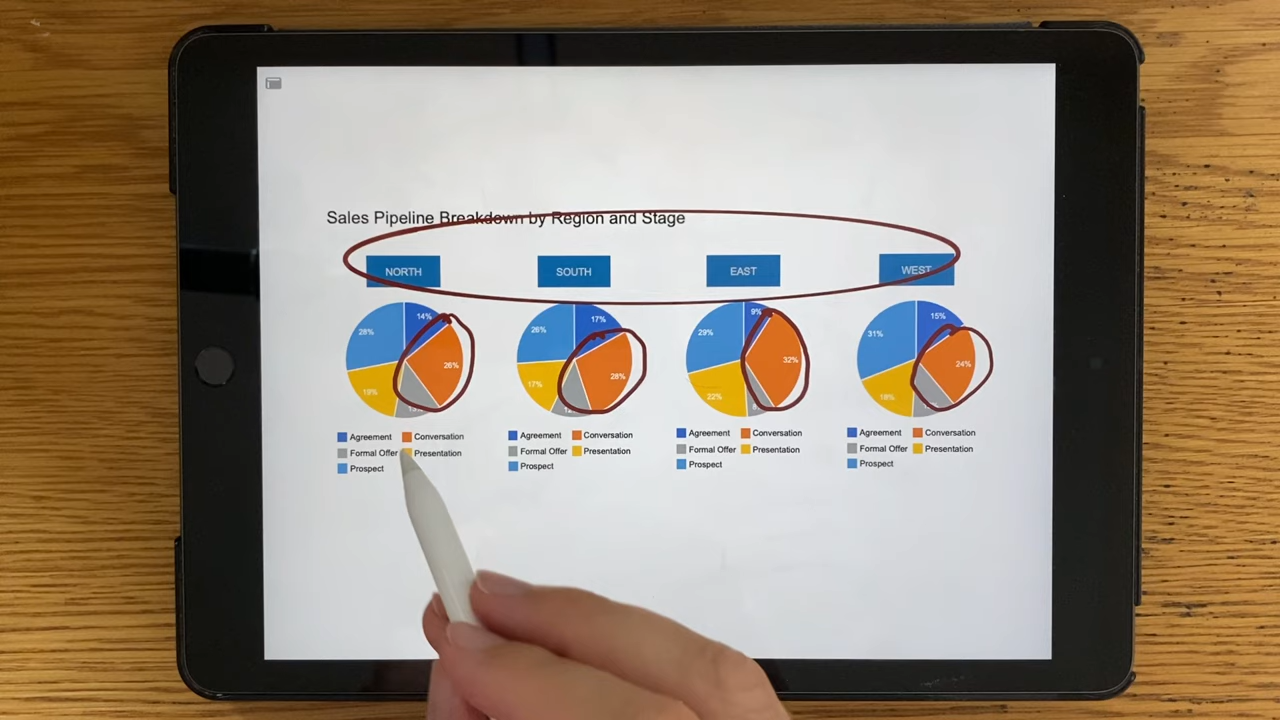 Sales Pipeline Breakdown by Region and Stage
NORTH SOUTH EAST WEST
14% 26% 19% 28%
17% 28% 17% 26%
9% 32% 22% 29%
15% 24% 18% 31%
Agreement Conversation
Formal Offer Presentation
Prospect
Agreement Conversation
Formal Offer Presentation
Prospect
Agreement Conversation
Formal Offer Presentation
Prospect
Agreement Conversation
Formal Offer Presentation
Prospect